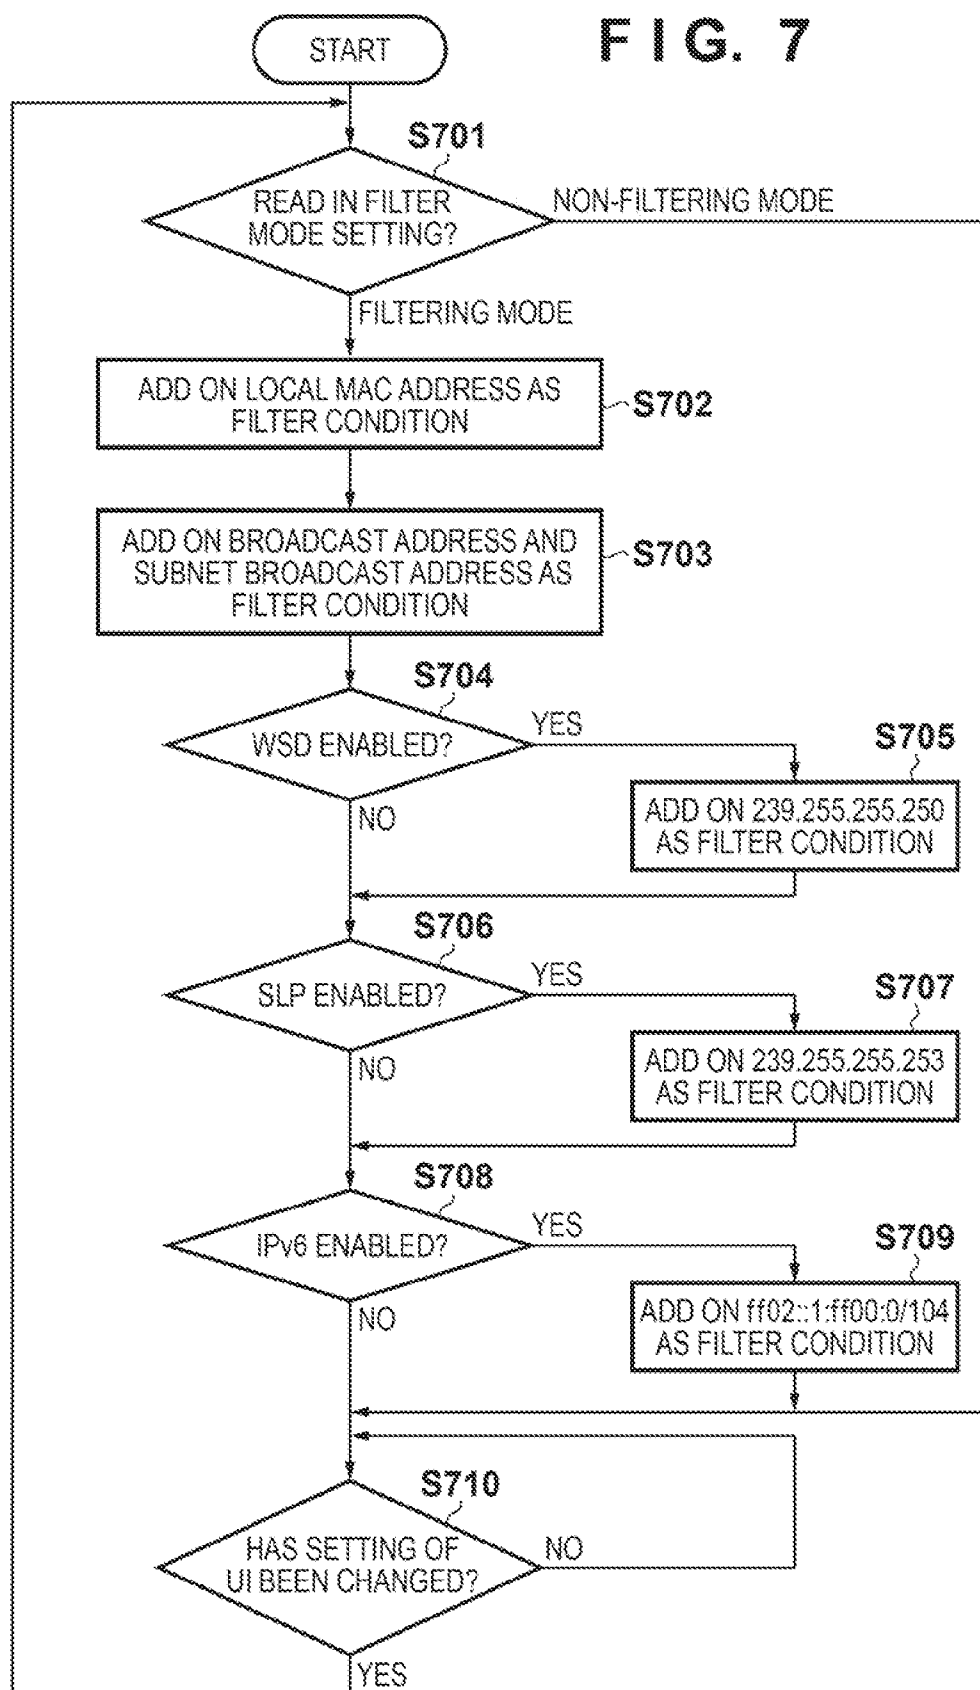 FIG. 7
START
S701
READ IN FILTER
MODE SETTING?
NON-FILTERING MODE
FILTERING MODE
ADD ON LOCAL MAC ADDRESS AS
FILTER CONDITION
S702
ADD ON BROADCAST ADDRESS AND
SUBNET BROADCAST ADDRESS AS
FILTER CONDITION
S703
S704
WSD ENABLED?
YES
NO
S705
ADD ON 239.255.255.250
AS FILTER CONDITION
S706
SLP ENABLED?
YES
NO
S707
ADD ON 239.255.255.253
AS FILTER CONDITION
S708
IPv6 ENABLED?
YES
NO
S709
ADD ON ff02::1:ff00:0/104
AS FILTER CONDITION
S710
HAS SETTING OF
UI BEEN CHANGED?
NO
YES